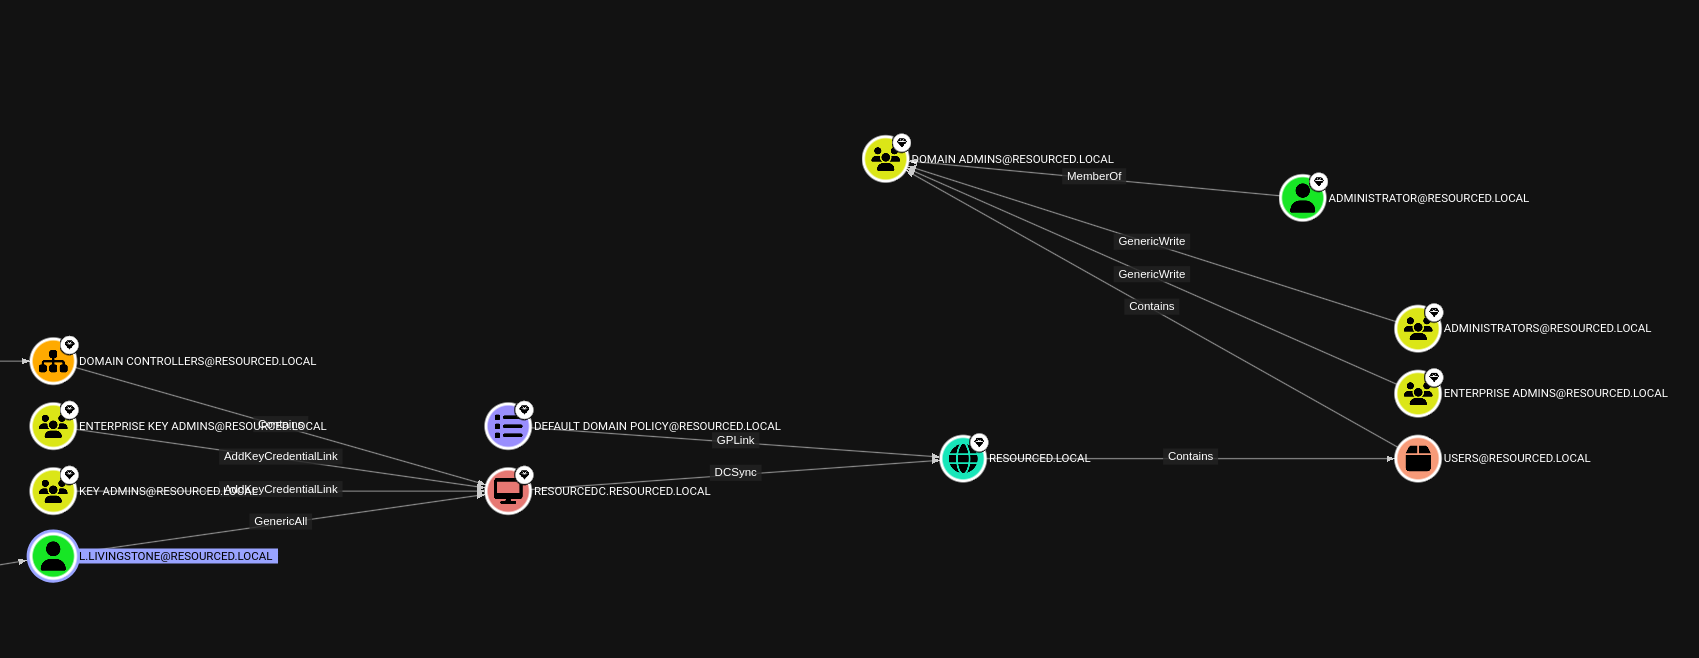 DOMAIN ADMINS@RESOURCED.LOCAL
MemberOf
ADMINISTRATOR@RESOURCED.LOCAL
GenericWrite
GenericWrite
Contains
ADMINISTRATORS@RESOURCED.LOCAL
DOMAIN CONTROLLERS@RESOURCED.LOCAL
ENTERPRISE ADMINS@RESOURCED.LOCAL
ENTERPRISE KEY ADMINS@RESOURCED.LOCAL
Contains
DEFAULT DOMAIN POLICY@RESOURCED.LOCAL
GPLink
AddKeyCredentialLink
RESOURCED.LOCAL
Contains
USERS@RESOURCED.LOCAL
DCSync
KEY ADMINS@RESOURCED.LOCAL
AddKeyCredentialLink
RESOURCEDC.RESOURCED.LOCAL
GenericAll
L.LIVINGSTONE@RESOURCED.LOCAL